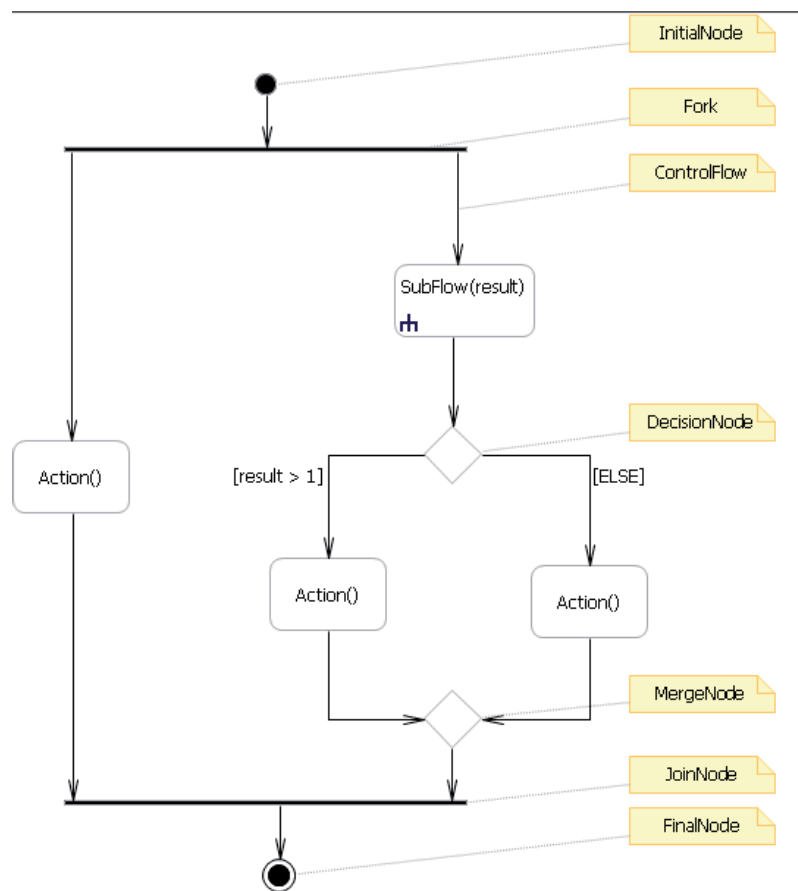 InitialNode
Fork
ControlFlow
SubFlow(result)
DecisionNode
[result > 1]
[ELSE]
Action()
Action()
Action()
MergeNode
JoinNode
FinalNode